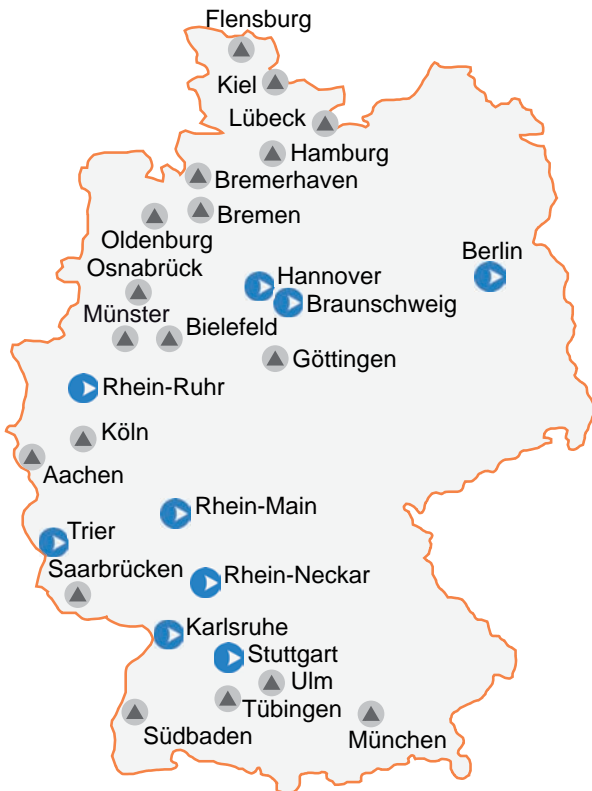 Flensburg
Kiel
Lübeck
Hamburg
Bremerhaven
Bremen
Oldenburg
Berlin
Osnabrück
Hannover
Braunschweig
Münster
Bielefeld
Göttingen
Rhein-Ruhr
Köln
Aachen
Rhein-Main
Trier
Saarbrücken
Rhein-Neckar
Karlsruhe
Stuttgart
Ulm
Tübingen
Südbaden
München